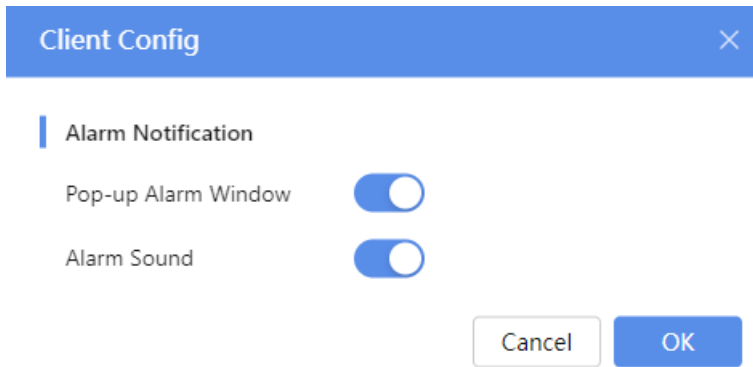 Client Config
Alarm Notification
Pop-up Alarm Window
Alarm Sound
Cancel OK